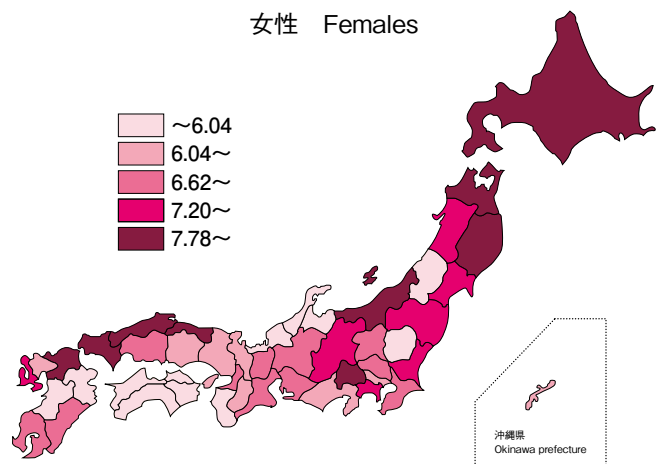 女性 Females
～6.04
6.04～
6.62～
7.20～
7.78～
沖縄県
Okinawa prefecture